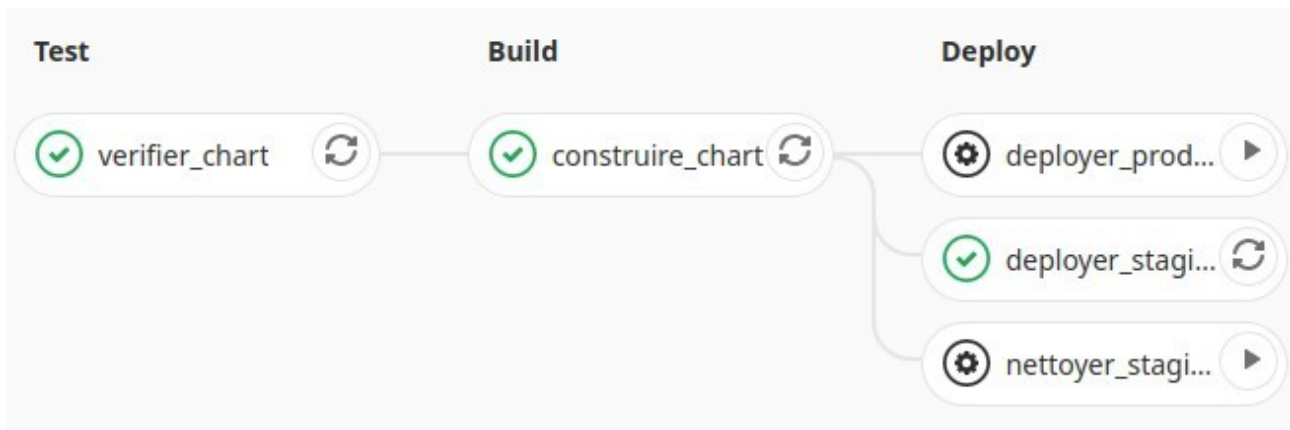 Test
Build
Deploy
verifier_chart
construire_chart
deployer_prod...
deployer_stagi...
nettoyer_stagi...